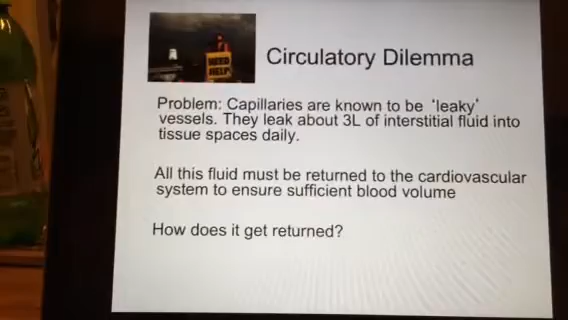 NEED
HELP
Circulatory Dilemma
Problem: Capillaries are known to be 'leaky'
vessels. They leak about 3L of interstitial fluid into
tissue spaces daily.
All this fluid must be returned to the cardiovascular
system to ensure sufficient blood volume
How does it get returned?